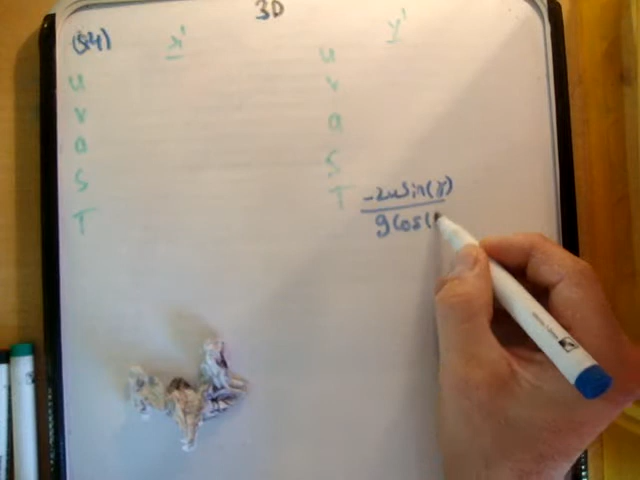 3D
(S4) x' y'
u u
v v
a a
S S
T T -2usin(γ)
gcos(